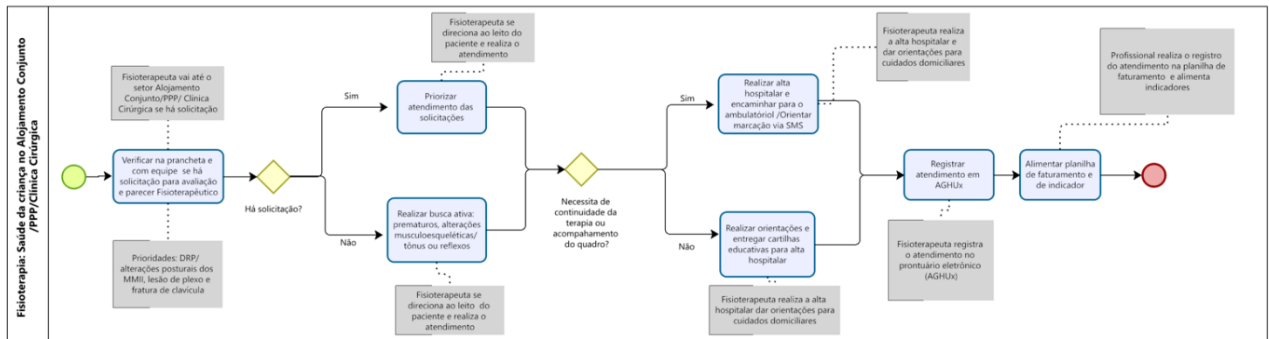 Fisioterapia: Saúde da criança no Alojamento Conjunto
/PPP/Clínica Cirúrgica
Fisioterapeuta vai até o
setor Alojamento
Conjunto/PPP/ Clínica
Cirúrgica se há solicitação
Verificar na prancheta e
com equipe se há
solicitação para avaliação
e parecer Fisioterapêutico
Prioridades: DRP/
alterações posturais dos
MMII, lesão de plexo e
fratura de clavícula
Há solicitação?
Sim
Não
Fisioterapeuta se
direciona ao leito do
paciente e realiza o
atendimento
Priorizar
atendimento das
solicitações
Realizar busca ativa:
prematuros, alterações
musculoesqueléticas/
tônus ou reflexos
Fisioterapeuta se
direciona ao leito do
paciente e realiza o
atendimento
Necessita de
continuidade da
terapia ou
acompahamento
do quadro?
Sim
Não
Fisioterapeuta realiza
a alta hospitalar e
dar orientações para
cuidados domiciliares
Realizar alta
hospitalar e
encaminhar para o
ambulatóriol /Orientar
marcação via SMS
Realizar orientações e
entregar cartilhas
educativas para alta
hospitalar
Fisioterapeuta realiza a alta
hospitalar dar orientações para
cuidados domiciliares
Registrar
atendimento em
AGHUx
Fisioterapeuta registra
o atendimento no
prontuário eletrônico
(AGHUx)
Profissional realiza o registro
do atendimento na planilha de
faturamento e alimenta
indicadores
Alimentar planilha
de faturamento e
de indicador